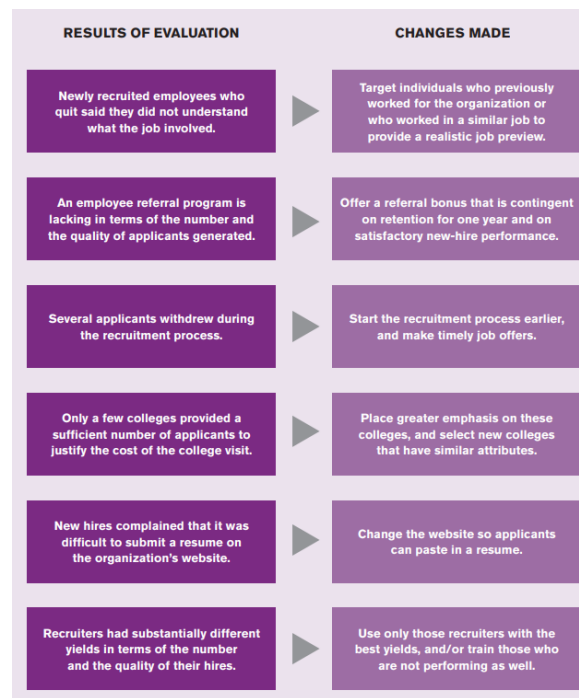 RESULTS OF EVALUATION
CHANGES MADE
Newly recruited employees who
quit said they did not understand
what the job involved.
Target individuals who previously
worked for the organization or
who worked in a similar job to
provide a realistic job preview.
An employee referral program is
lacking in terms of the number and
the quality of applicants generated.
Offer a referral bonus that is contingent
on retention for one year and on
satisfactory new-hire performance.
Several applicants withdrew during
the recruitment process.
Start the recruitment process earlier,
and make timely job offers.
Only a few colleges provided a
sufficient number of applicants to
justify the cost of the college visit.
Place greater emphasis on these
colleges, and select new colleges
that have similar attributes.
New hires complained that it was
difficult to submit a resume on
the organization's website.
Change the website so applicants
can paste in a resume.
Recruiters had substantially different
yields in terms of the number
and the quality of their hires.
Use only those recruiters with the
best yields, and/or train those who
are not performing as well.